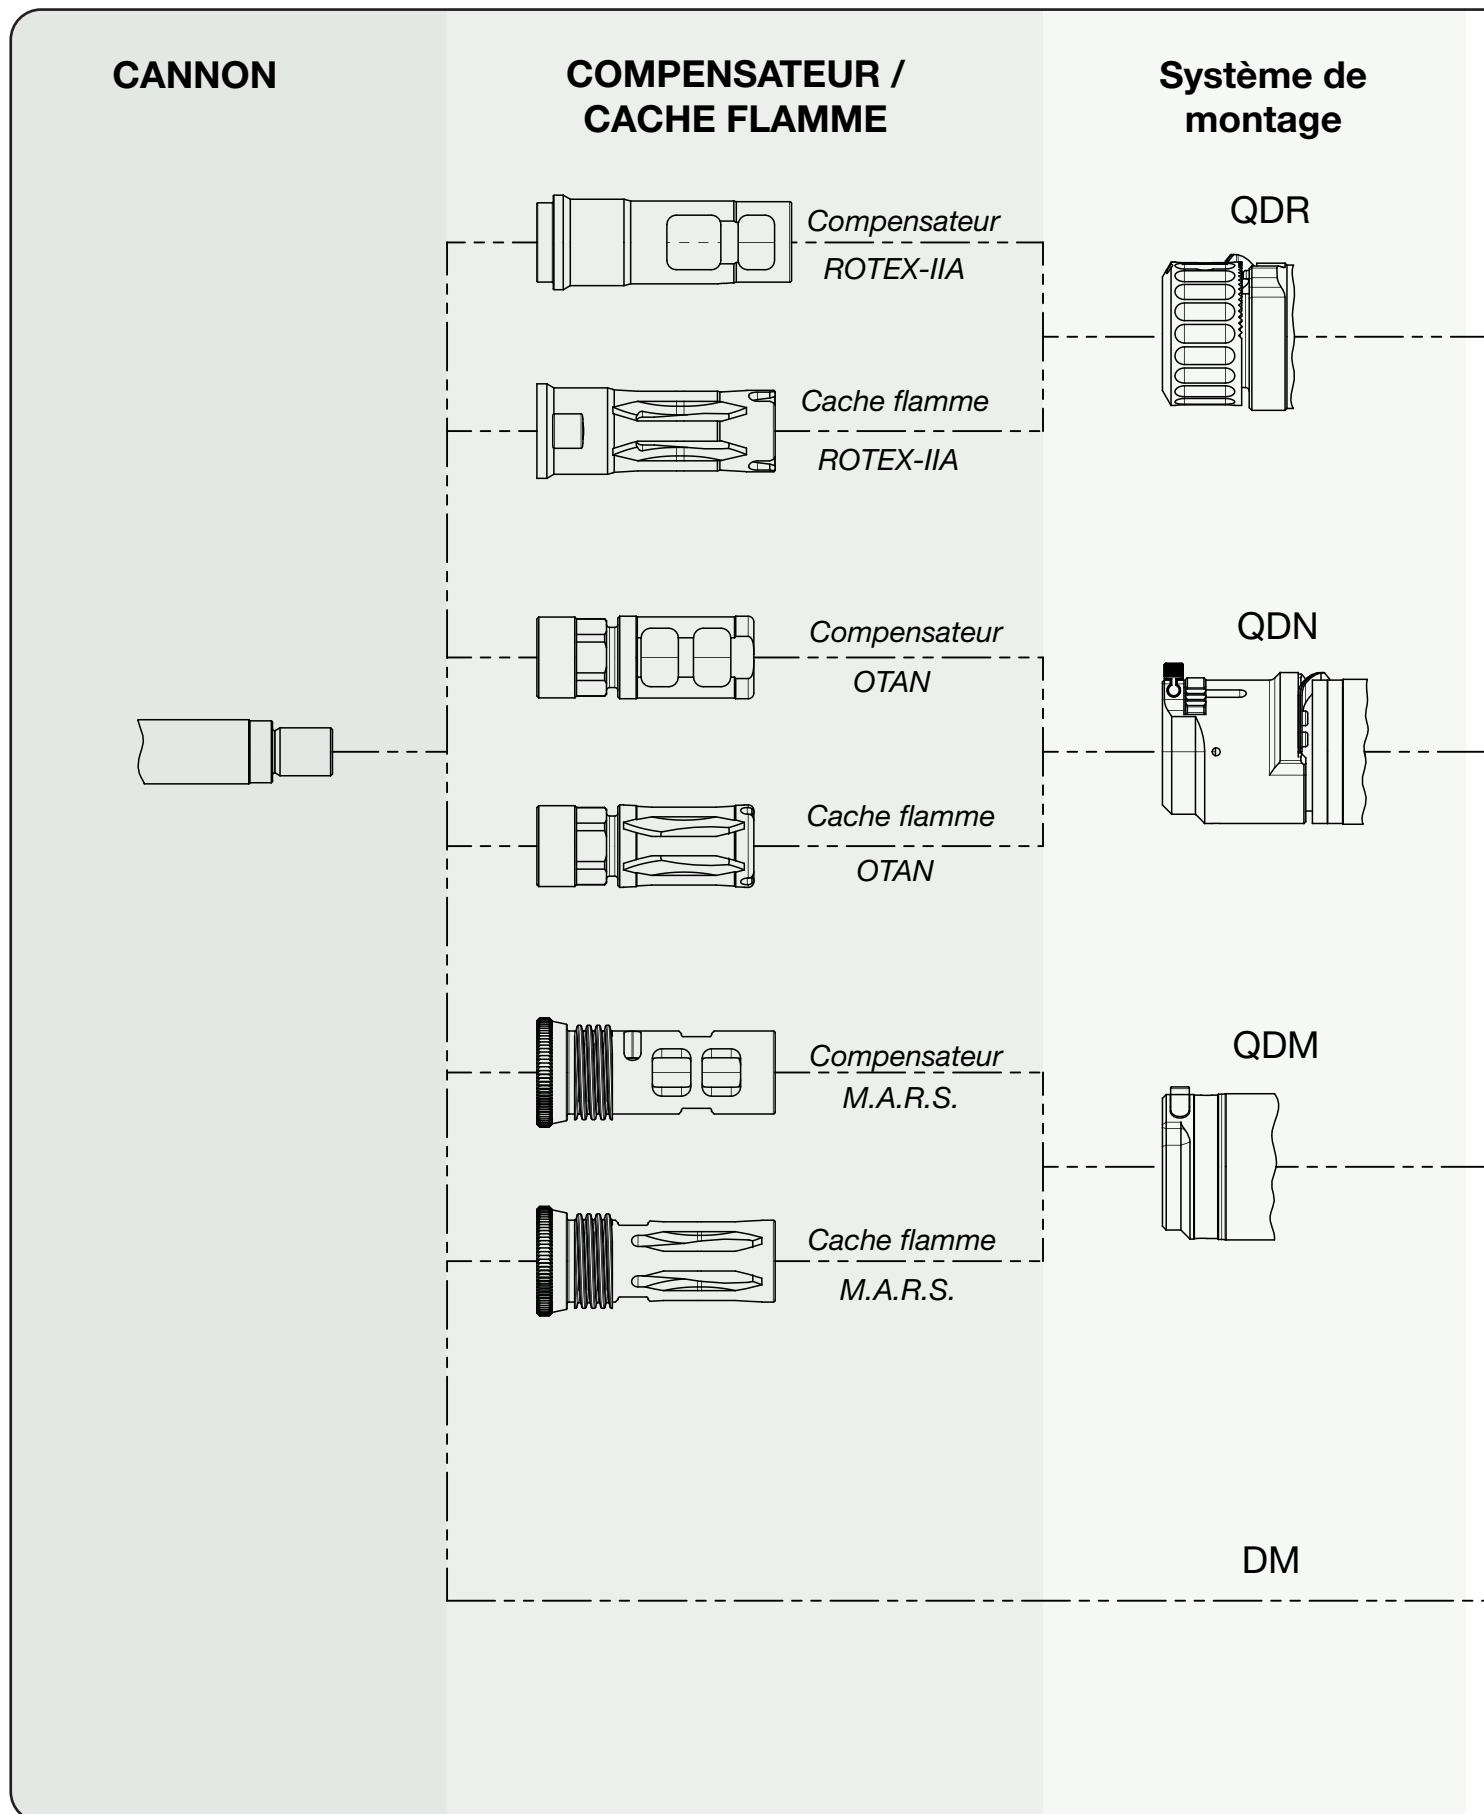 CANNON
COMPENSATEUR /
CACHE FLAMME
Système de
montage
Compensateur
ROTEX-IIA
Cache flamme
ROTEX-IIA
QDR
Compensateur
OTAN
Cache flamme
OTAN
QDN
Compensateur
M.A.R.S.
Cache flamme
M.A.R.S.
QDM
DM